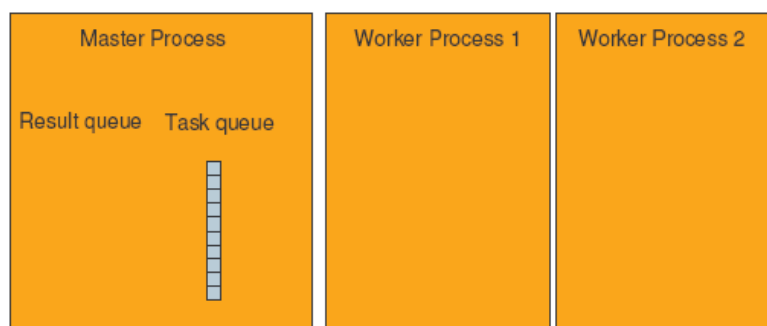 Master Process
Worker Process 1
Worker Process 2
Result queue
Task queue